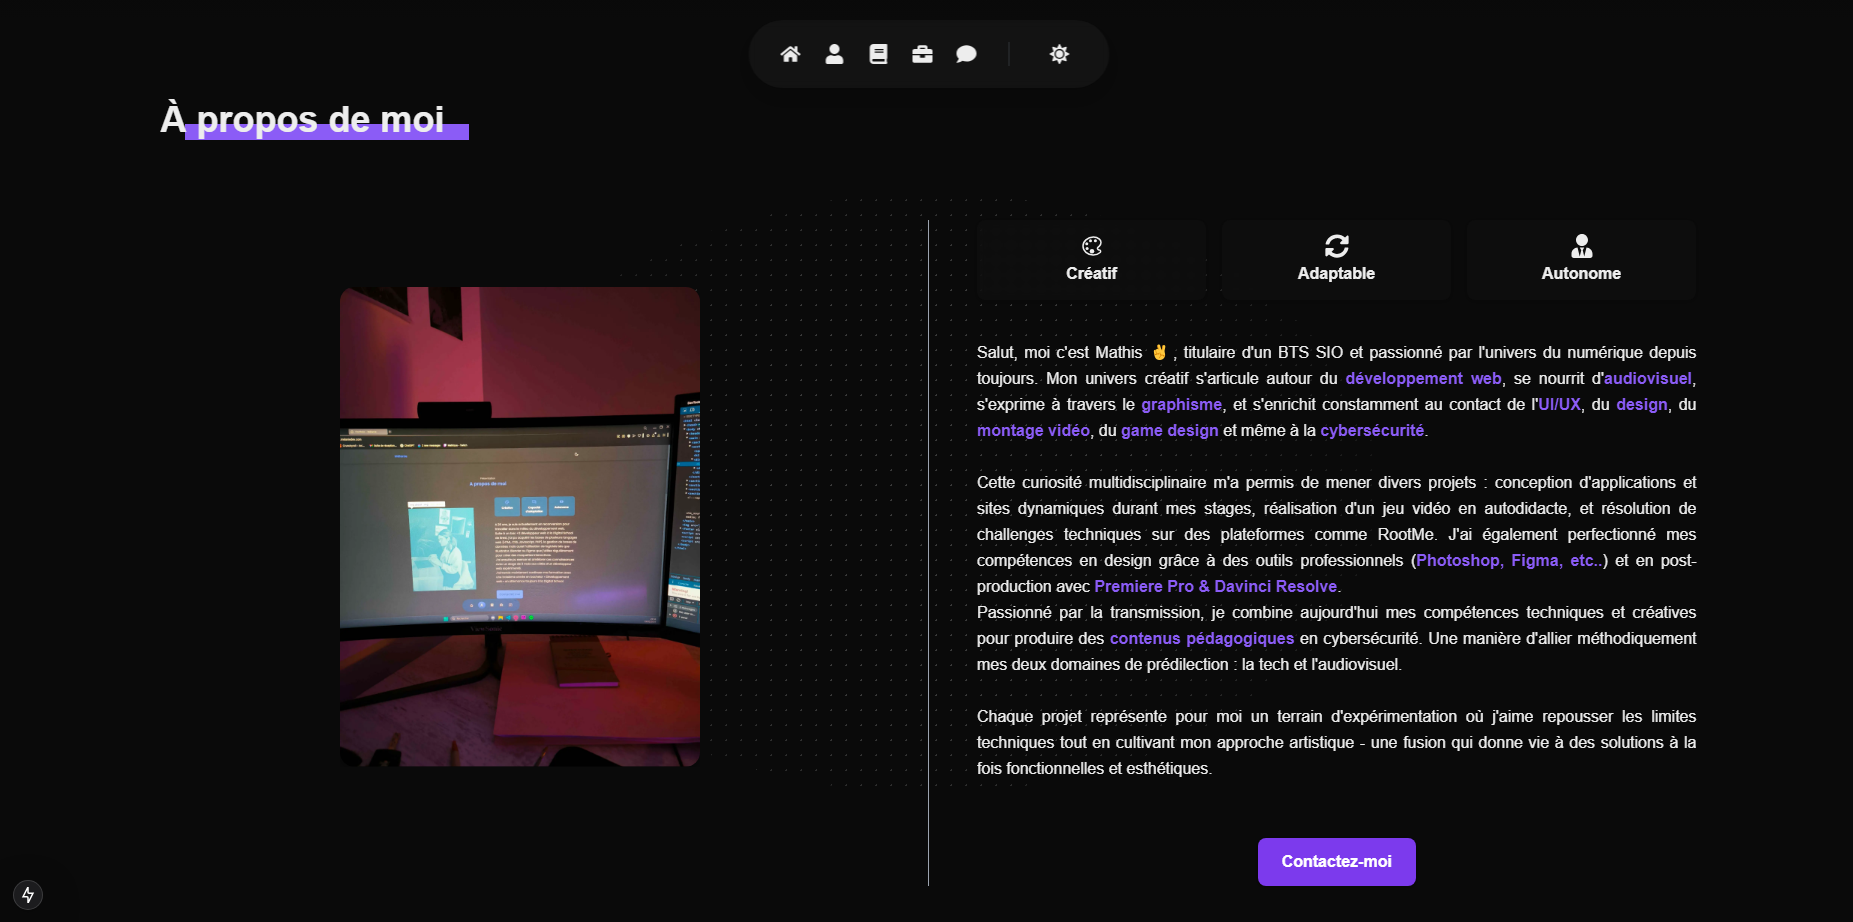 À propos de moi
Créatif
Adaptable
Autonome
Salut, moi c'est Mathis ✌️, titulaire d'un BTS SIO et passionné par l'univers du numérique depuis
toujours. Mon univers créatif s'articule autour du développement web, se nourrit d'audiovisuel,
s'exprime à travers le graphisme, et s'enrichit constamment au contact de l'UI/UX, du design, du
montage vidéo, du game design et même à la cybersécurité.
Cette curiosité multidisciplinaire m'a permis de mener divers projets : conception d'applications et
sites dynamiques durant mes stages, réalisation d'un jeu vidéo en autodidacte, et résolution de
challenges techniques sur des plateformes comme RootMe. J'ai également perfectionné mes
compétences en design grâce à des outils professionnels (Photoshop, Figma, etc..) et en post-
production avec Premiere Pro & Davinci Resolve.
Passionné par la transmission, je combine aujourd'hui mes compétences techniques et créatives
pour produire des contenus pédagogiques en cybersécurité. Une manière d'allier méthodiquement
mes deux domaines de prédilection : la tech et l'audiovisuel.
Chaque projet représente pour moi un terrain d'expérimentation où j'aime repousser les limites
techniques tout en cultivant mon approche artistique - une fusion qui donne vie à des solutions à la
fois fonctionnelles et esthétiques.
Contactez-moi
A propos de moi